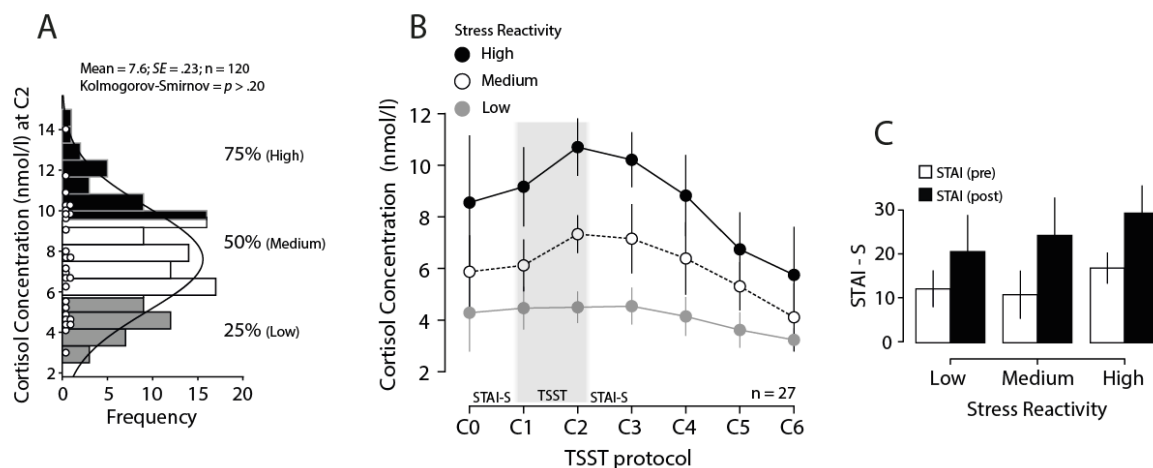 A
Mean = 7.6; SE = .23; n = 120
Kolmogorov-Smirnov = p > .20
Cortisol Concentration (nmol/l) at C2
14
12
10
8
6
4
2
75% (High)
50% (Medium)
25% (Low)
0 5 10 15 20
Frequency
B
Stress Reactivity
High
Medium
Low
Cortisol Concentration (nmol/l)
12
10
8
6
4
2
STAI-S TSST STAI-S n = 27
C0 C1 C2 C3 C4 C5 C6
TSST protocol
C
STAI (pre)
STAI (post)
STAI - S
30
20
10
0
Low Medium High
Stress Reactivity